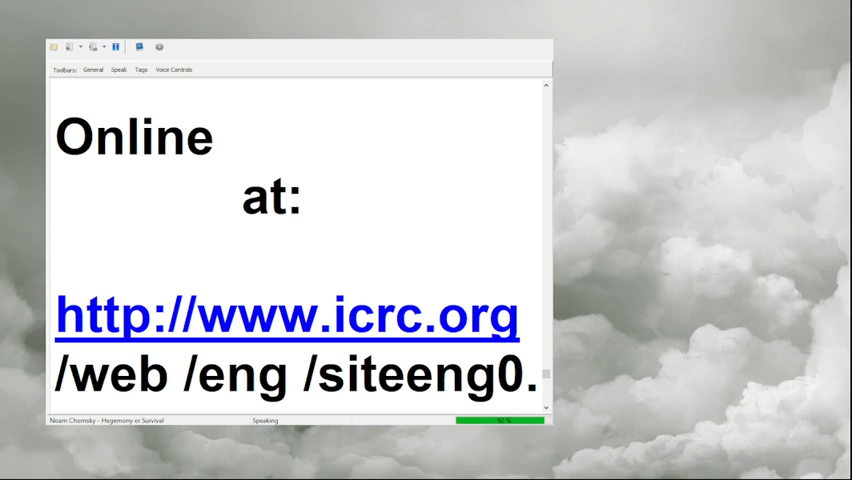 Toolbars: General Speak Tags Voice Controls
Online
at:
http://www.icrc.org
/web /eng /siteeng0.
Noam Chomsky - Hegemony or Survival Speaking 92 %